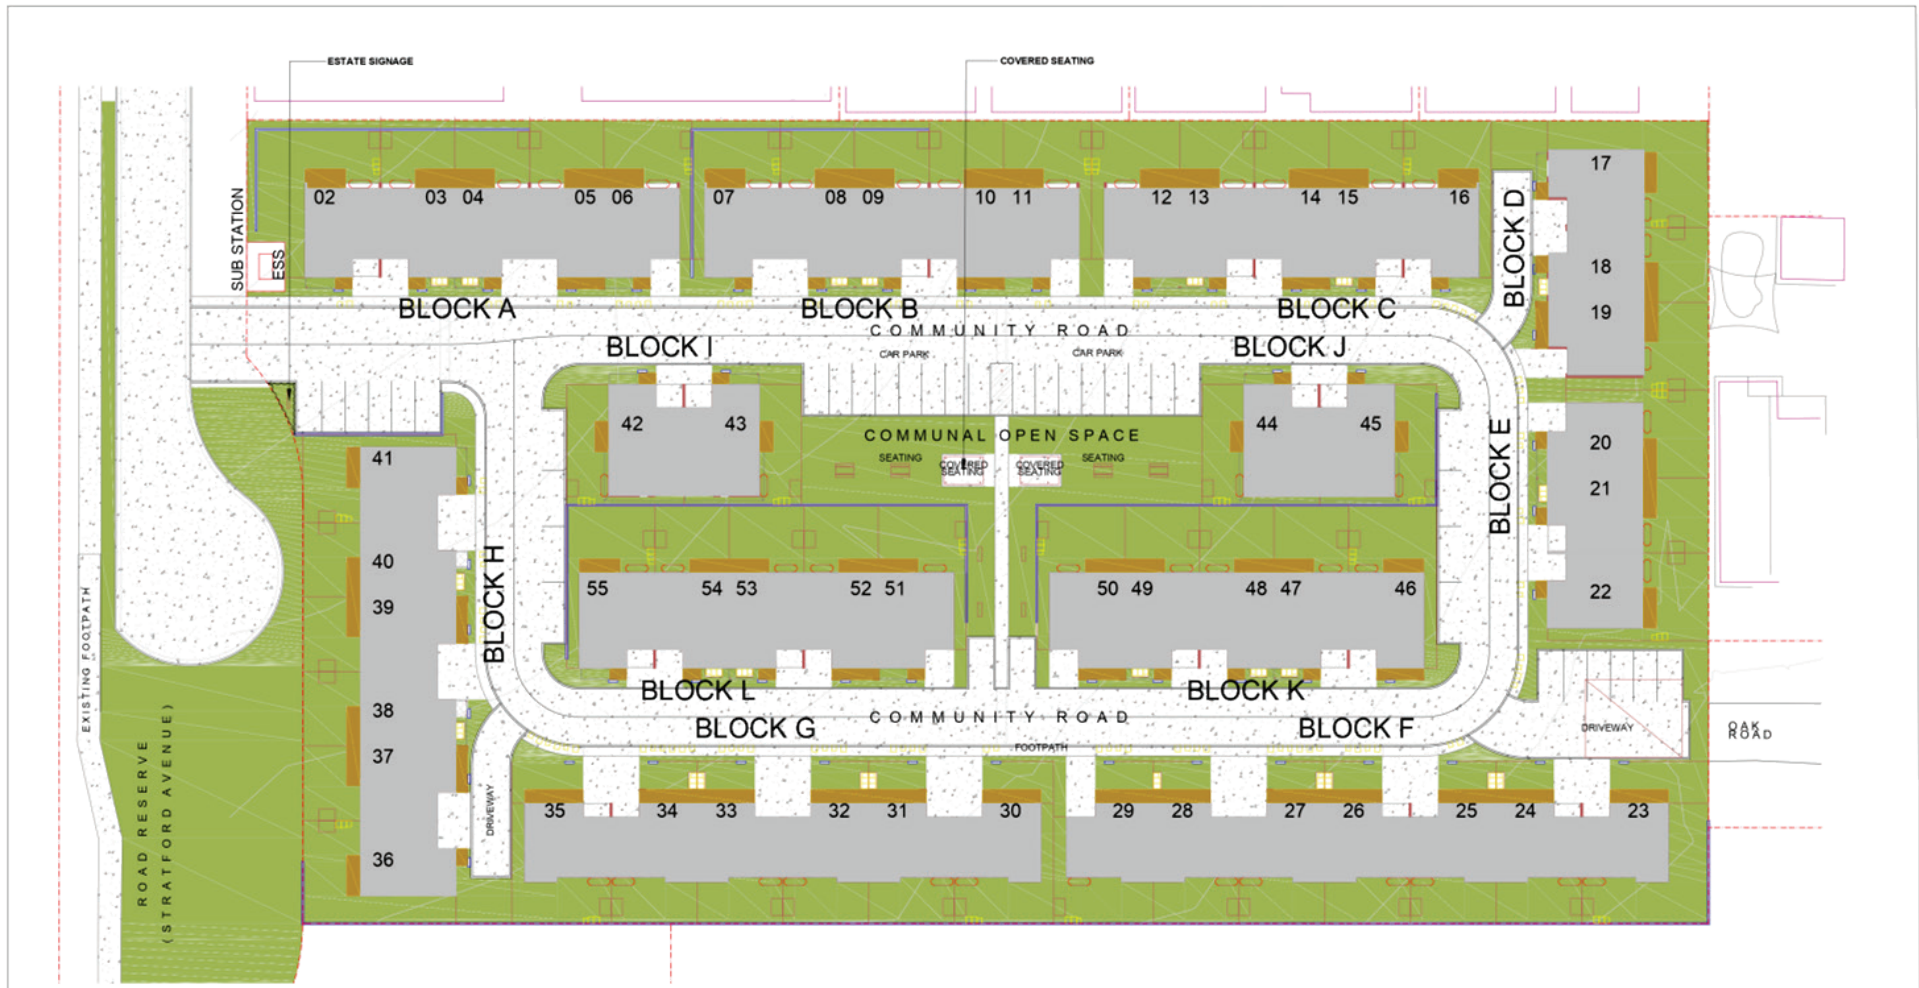 ESTATE SIGNAGE
COVERED SEATING
SUB STATION
ESS
02 03 04 05 06
07 08 09 10 11
12 13 14 15 16
17
18
19
BLOCK D
BLOCK A
BLOCK B
BLOCK C
COMMUNITY ROAD
BLOCK I
BLOCK J
CAR PARK
CAR PARK
42 43
44 45
COMMUNAL OPEN SPACE
SEATING
COVERED
SEATING
COVERED
SEATING
BLOCK E
20
21
22
41
40
39
38
37
36
BLOCK H
55 54 53 52 51
50 49 48 47 46
BLOCK L
BLOCK K
COMMUNITY ROAD
BLOCK G
BLOCK F
FOOTPATH
DRIVEWAY
OAK
ROAD
DRIVEWAY
35 34 33 32 31 30
29 28 27 26 25 24 23
EXISTING FOOTPATH
ROAD RESERVE
(STRATFORD AVENUE)